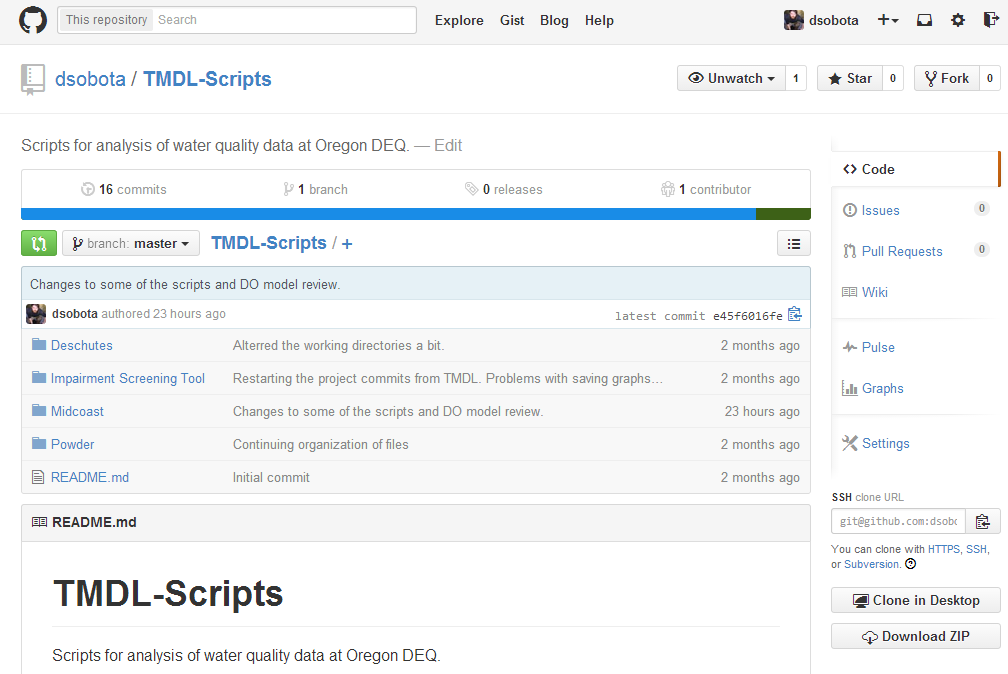 This repository Search Explore Gist Blog Help dsobota
dsobota / TMDL-Scripts Unwatch 1 Star 0 Fork 0
Scripts for analysis of water quality data at Oregon DEQ. — Edit
16 commits 1 branch 0 releases 1 contributor
branch: master TMDL-Scripts / +
Changes to some of the scripts and DO model review.
dsobota authored 23 hours ago latest commit e45f6016fe
Deschutes Alterred the working directories a bit. 2 months ago
Impairment Screening Tool Restarting the project commits from TMDL. Problems with saving graphs... 2 months ago
Midcoast Changes to some of the scripts and DO model review. 23 hours ago
Powder Continuing organization of files 2 months ago
README.md Initial commit 2 months ago
README.md
TMDL-Scripts
Scripts for analysis of water quality data at Oregon DEQ.
Code
Issues 0
Pull Requests 0
Wiki
Pulse
Graphs
Settings
SSH clone URL
git@github.com:dsobo
You can clone with HTTPS, SSH,
or Subversion.
Clone in Desktop
Download ZIP